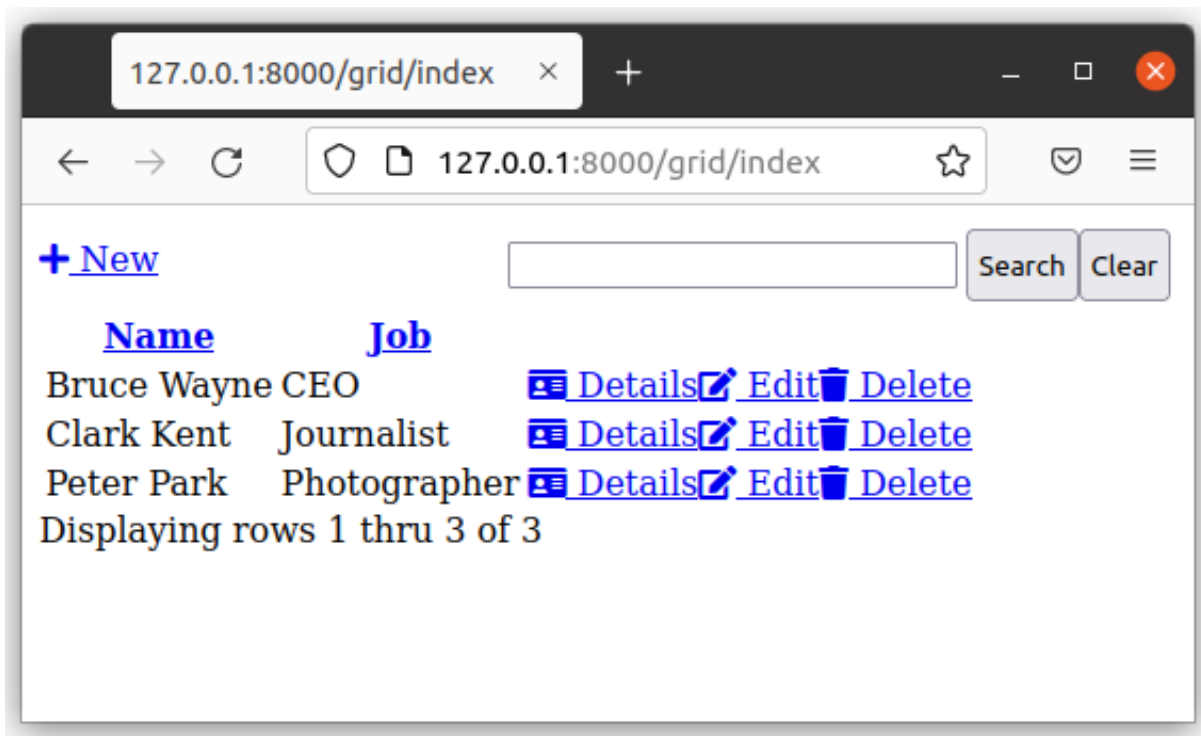 127.0.0.1:8000/grid/index
127.0.0.1:8000/grid/index
New Search Clear
Name Job
Bruce Wayne CEO Details Edit Delete
Clark Kent Journalist Details Edit Delete
Peter Park Photographer Details Edit Delete
Displaying rows 1 thru 3 of 3